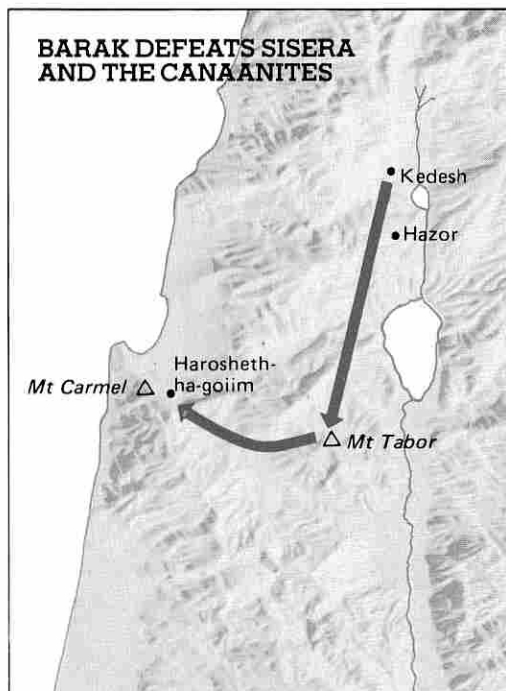 BARAK DEFEATS SISERA
AND THE CANAANITES
Kedesh
Hazor
Harosheth-
ha-goiim
Mt Carmel
Mt Tabor